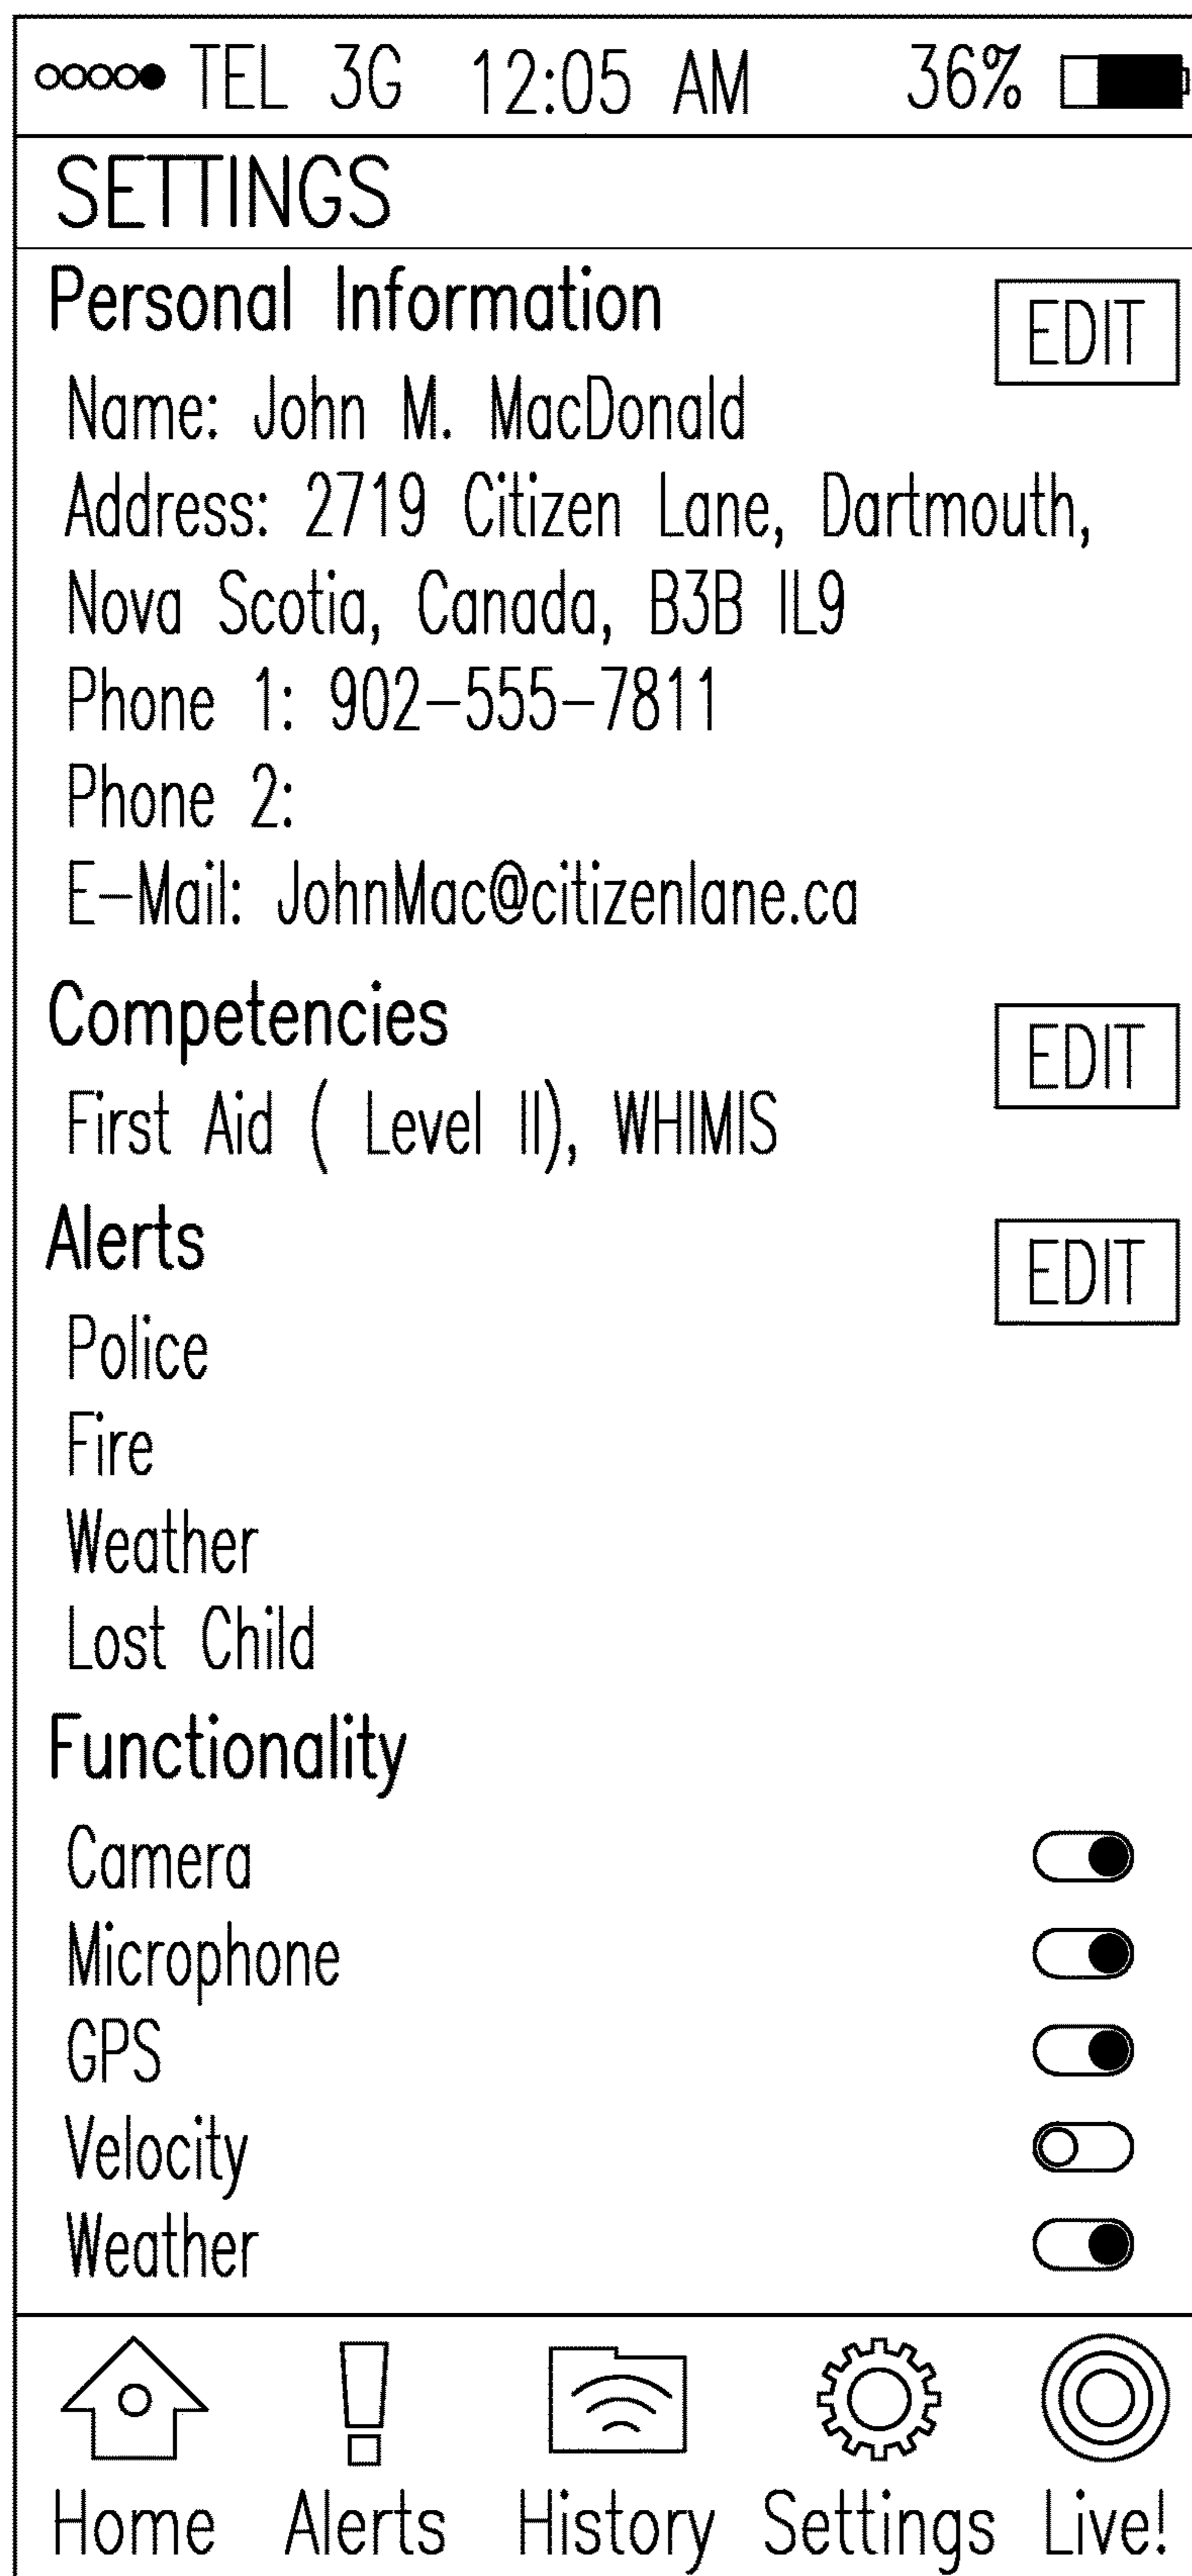 TEL 3G 12:05 AM 36%
SETTINGS
Personal Information EDIT
Name: John M. MacDonald
Address: 2719 Citizen Lane, Dartmouth,
Nova Scotia, Canada, B3B IL9
Phone 1: 902-555-7811
Phone 2:
E-Mail: JohnMac@citizenlane.ca
Competencies EDIT
First Aid ( Level II), WHIMIS
Alerts EDIT
Police
Fire
Weather
Lost Child
Functionality
Camera
Microphone
GPS
Velocity
Weather
Home Alerts History Settings Live!